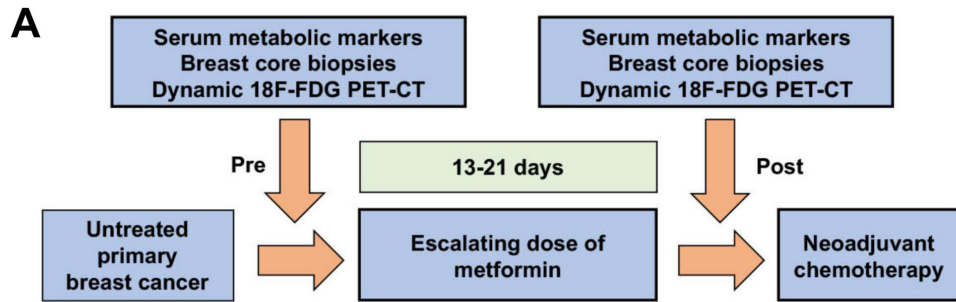 A
Serum metabolic markers
Breast core biopsies
Dynamic 18F-FDG PET-CT
Serum metabolic markers
Breast core biopsies
Dynamic 18F-FDG PET-CT
Pre
13-21 days
Post
Untreated
primary
breast cancer
Escalating dose of
metformin
Neoadjuvant
chemotherapy